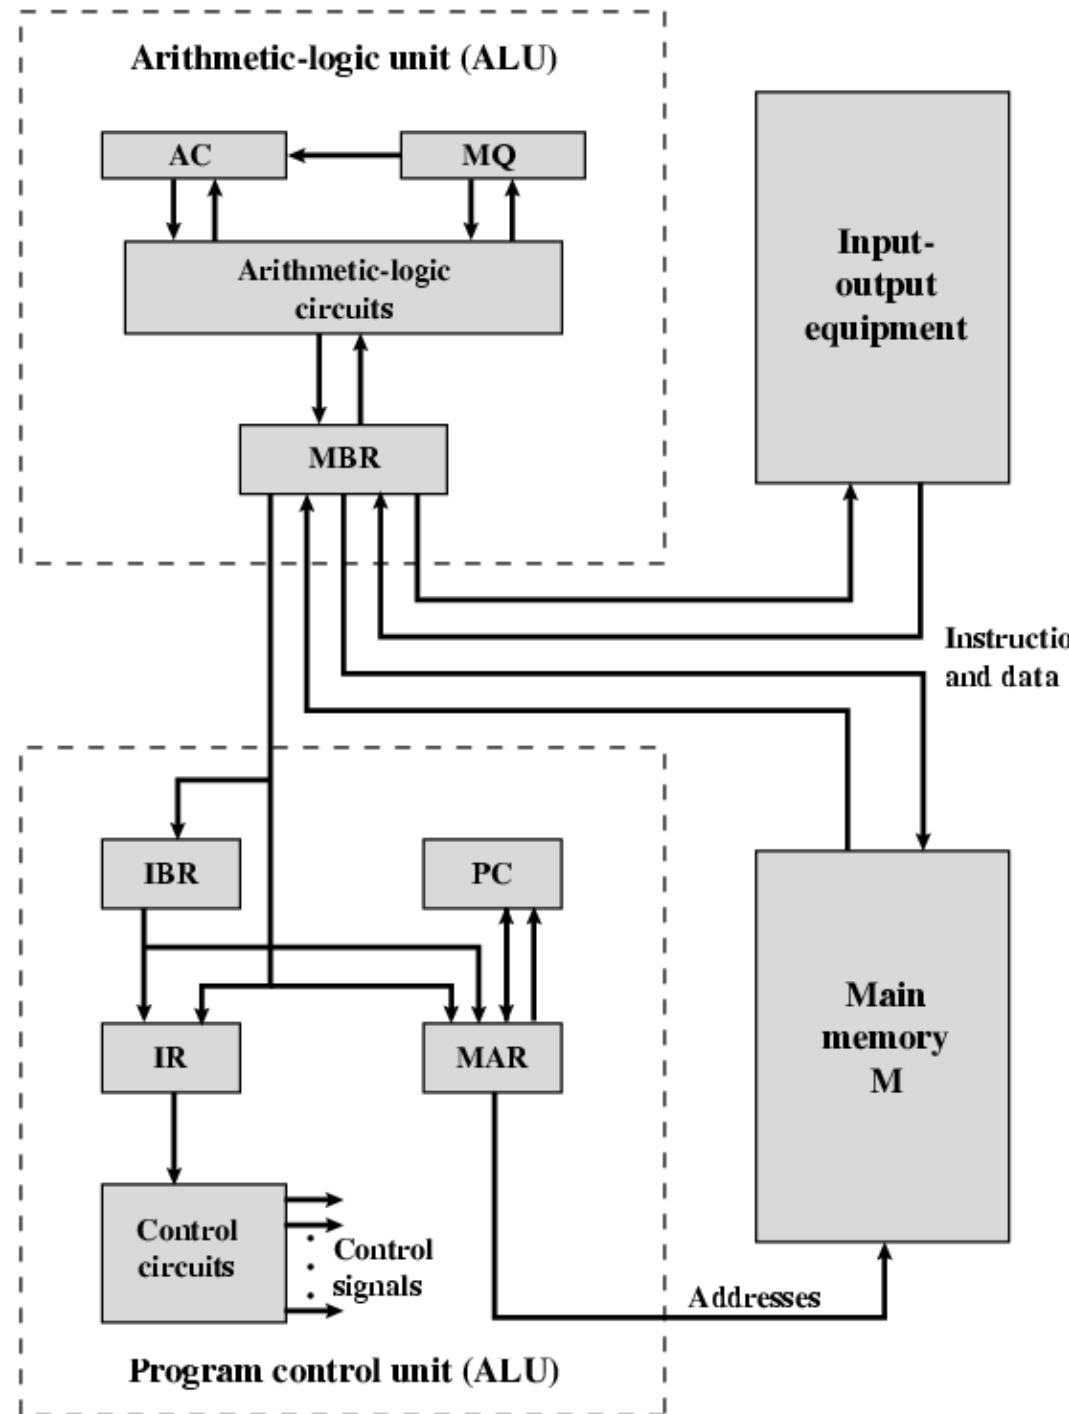 Arithmetic-logic unit (ALU)
AC
MQ
Arithmetic-logic
circuits
MBR
Input-
output
equipment
Instructio
and data
IBR
PC
IR
MAR
Main
memory
M
Control
circuits
Control
signals
Addresses
Program control unit (ALU)